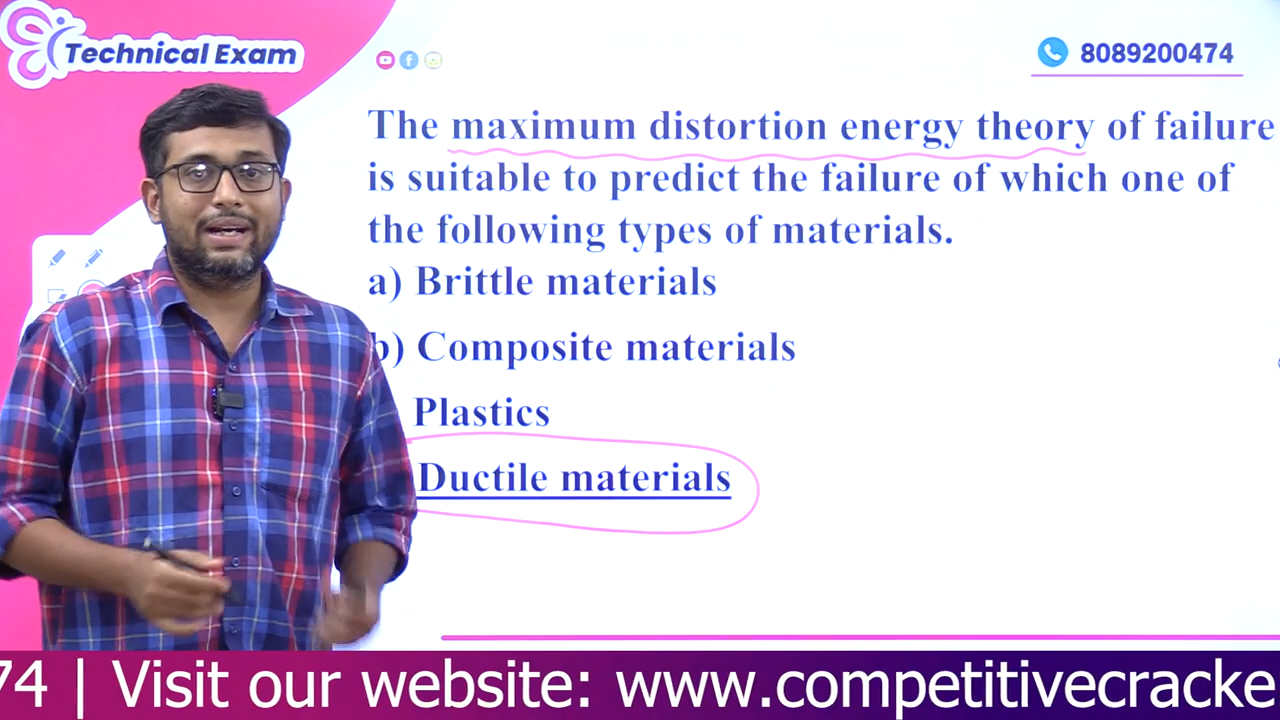 Technical Exam
8089200474
The maximum distortion energy theory of failure
is suitable to predict the failure of which one of
the following types of materials.
a) Brittle materials
b) Composite materials
Plastics
Ductile materials
74 | Visit our website: www.competitivecracke